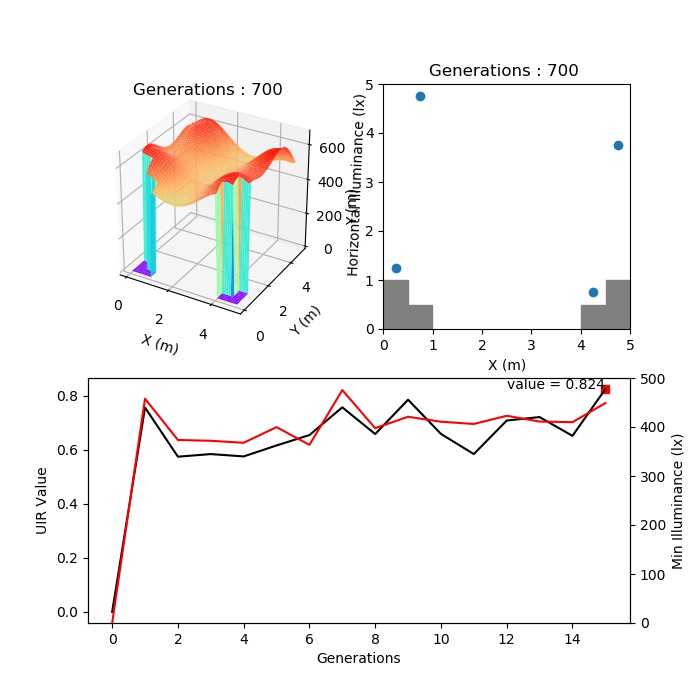 Generations : 700
600
400
200
0
0
2
4
X (m)
0
2
4
Y (m)
Horizontal Illuminance (lx)
Generations : 700
5
4
3
2
1
0
Y (m)
0 1 2 3 4 5
X (m)
value = 0.824
0.8
0.6
0.4
0.2
0.0
UIR Value
500
400
300
200
100
0
Min Illuminance (lx)
0 2 4 6 8 10 12 14
Generations